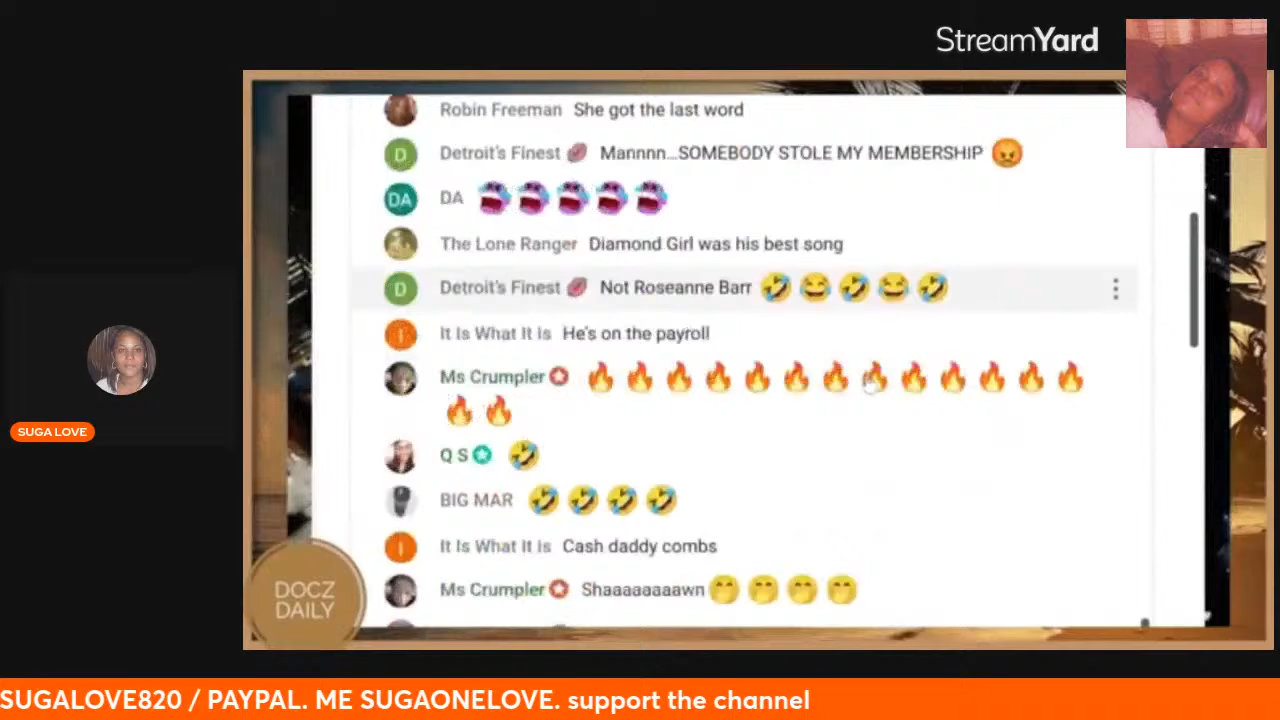 StreamYard
Robin Freeman She got the last word
D Detroit's Finest 💋 Mannnn...SOMEBODY STOLE MY MEMBERSHIP 😡
DA DA
The Lone Ranger Diamond Girl was his best song
D Detroit's Finest 💋 Not Roseanne Barr 🤣😂🤣😂🤣
I It Is What It Is He's on the payroll
Ms Crumpler 🔥🔥🔥🔥🔥🔥🔥🔥🔥🔥🔥🔥🔥
🔥🔥
SUGA LOVE
Q S 🤣
BIG MAR 🤣🤣🤣🤣
I It Is What It Is Cash daddy combs
Ms Crumpler Shaaaaaaaawn 🤭🤭🤭🤭
DOCZ
DAILY
SUGALOVE820 / PAYPAL. ME SUGAONELOVE. support the channel